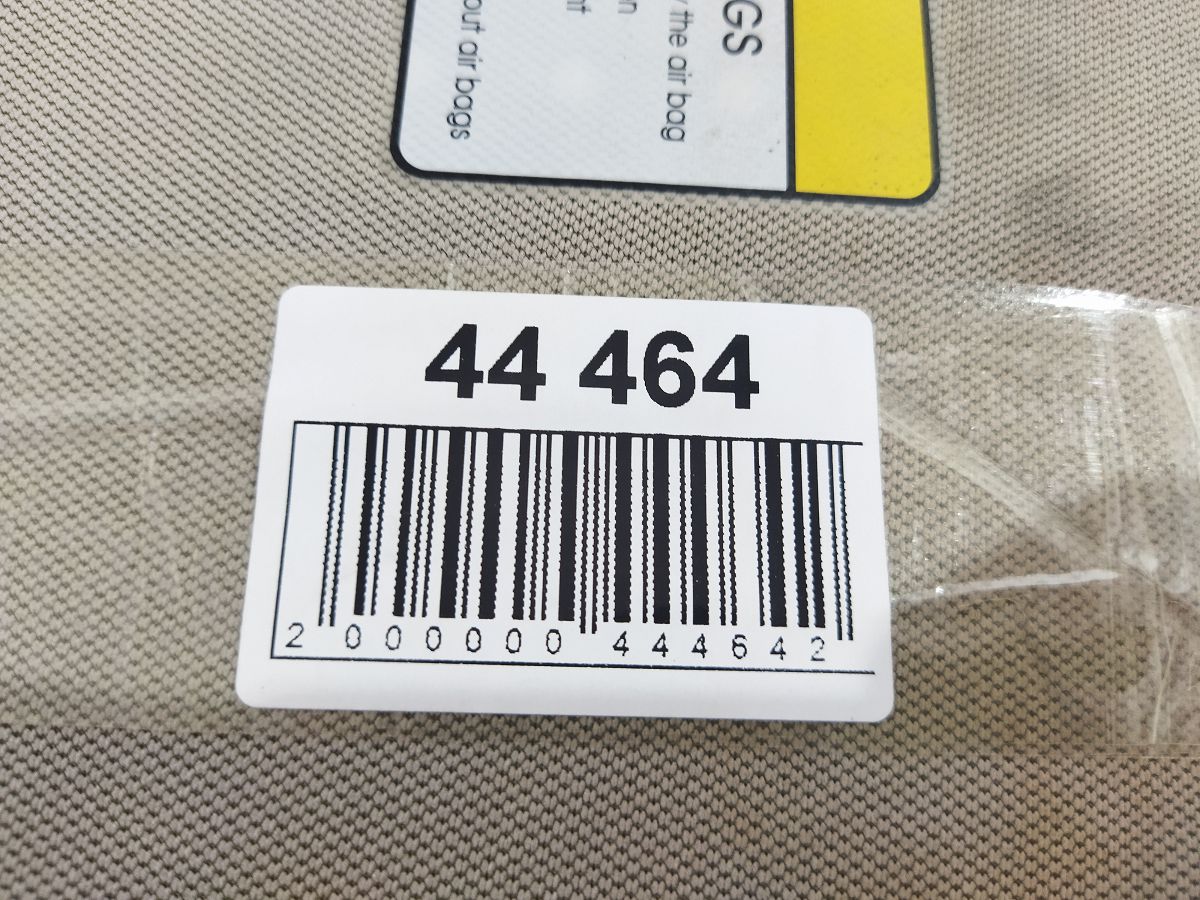 GS
the air bag
out air bags
44 464
2 000000 444642